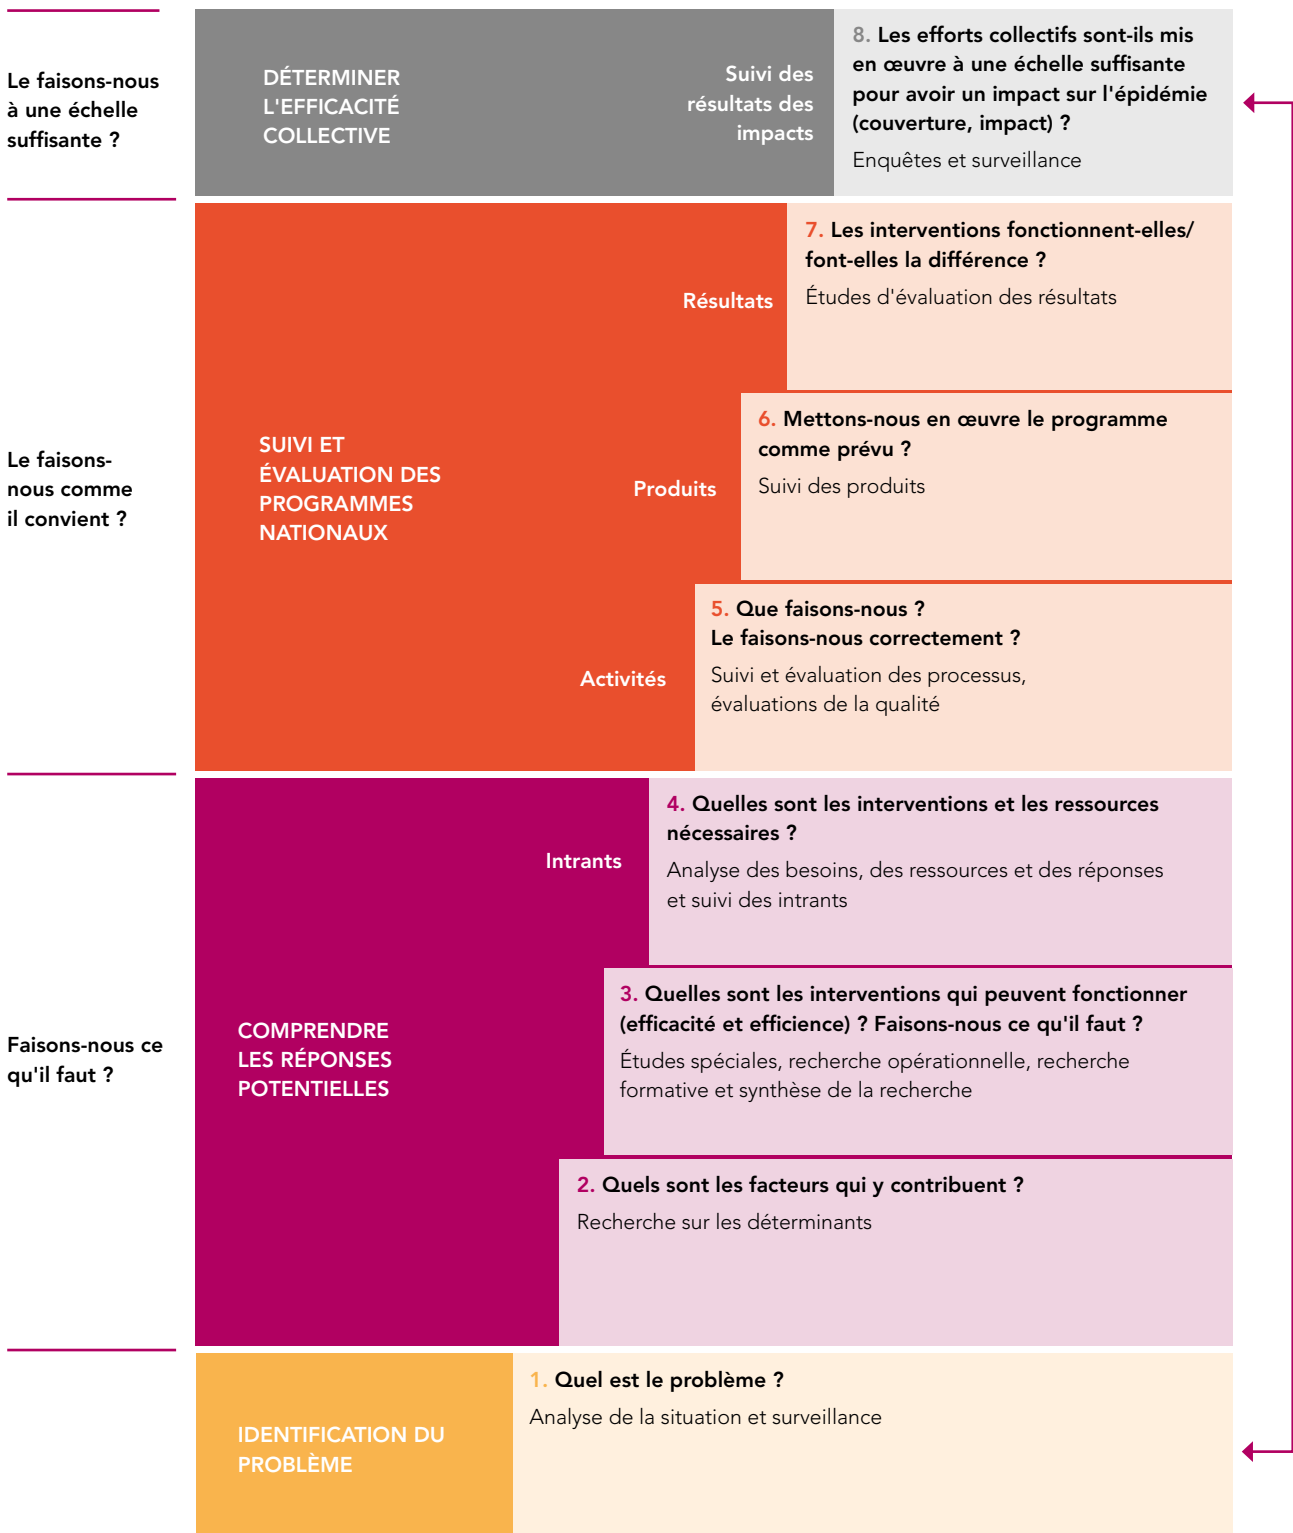 Le faisons-nous
à une échelle
suffisante ?
DÉTERMINER
L'EFFICACITÉ
COLLECTIVE
Suivi des
résultats des
impacts
8. Les efforts collectifs sont-ils mis
en œuvre à une échelle suffisante
pour avoir un impact sur l'épidémie
(couverture, impact) ?
Enquêtes et surveillance
Le faisons-
nous comme
il convient ?
SUIVI ET
ÉVALUATION DES
PROGRAMMES
NATIONAUX
Résultats
7. Les interventions fonctionnent-elles/
font-elles la différence ?
Études d'évaluation des résultats
Produits
6. Mettons-nous en œuvre le programme
comme prévu ?
Suivi des produits
Activités
5. Que faisons-nous ?
Le faisons-nous correctement ?
Suivi et évaluation des processus,
évaluations de la qualité
Faisons-nous ce
qu'il faut ?
COMPRENDRE
LES RÉPONSES
POTENTIELLES
Intrants
4. Quelles sont les interventions et les ressources
nécessaires ?
Analyse des besoins, des ressources et des réponses
et suivi des intrants
3. Quelles sont les interventions qui peuvent fonctionner
(efficacité et efficience) ? Faisons-nous ce qu'il faut ?
Études spéciales, recherche opérationnelle, recherche
formative et synthèse de la recherche
2. Quels sont les facteurs qui y contribuent ?
Recherche sur les déterminants
IDENTIFICATION DU
PROBLÈME
1. Quel est le problème ?
Analyse de la situation et surveillance